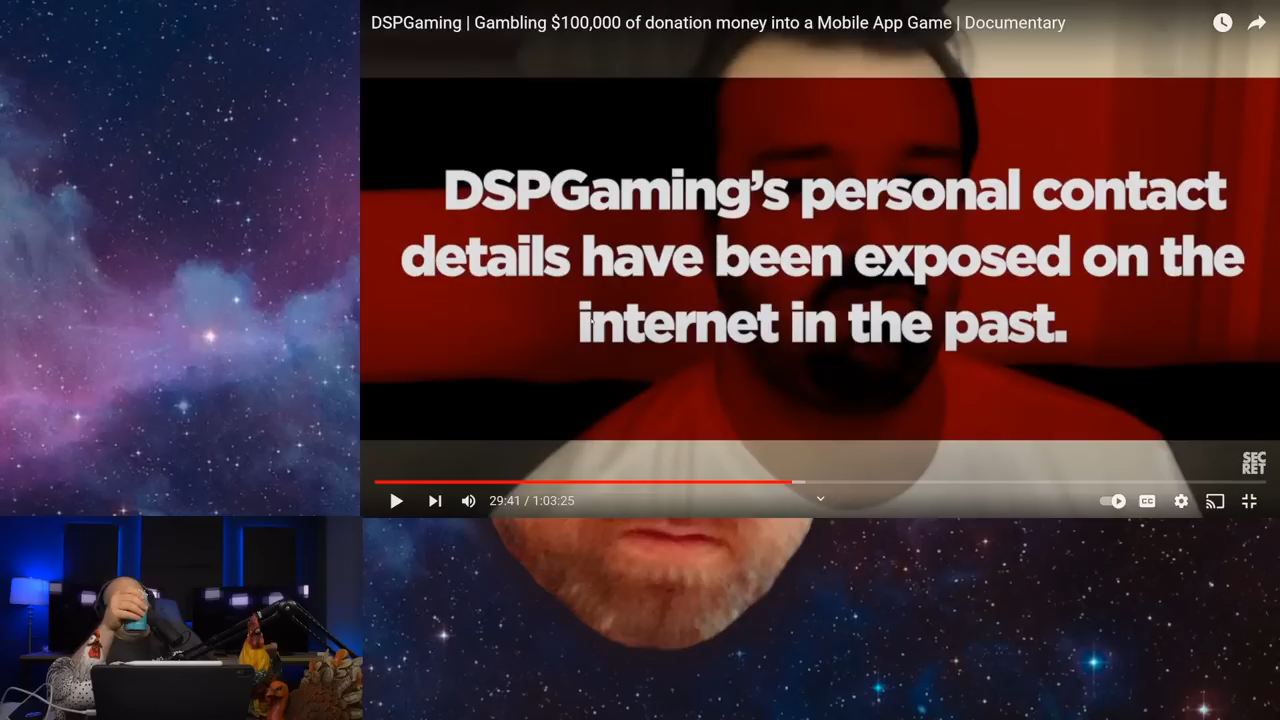 DSPGaming | Gambling $100,000 of donation money into a Mobile App Game | Documentary
DSPGaming’s personal contact
details have been exposed on the
internet in the past.
SEC
RET
29:41 / 1:03:25
CC